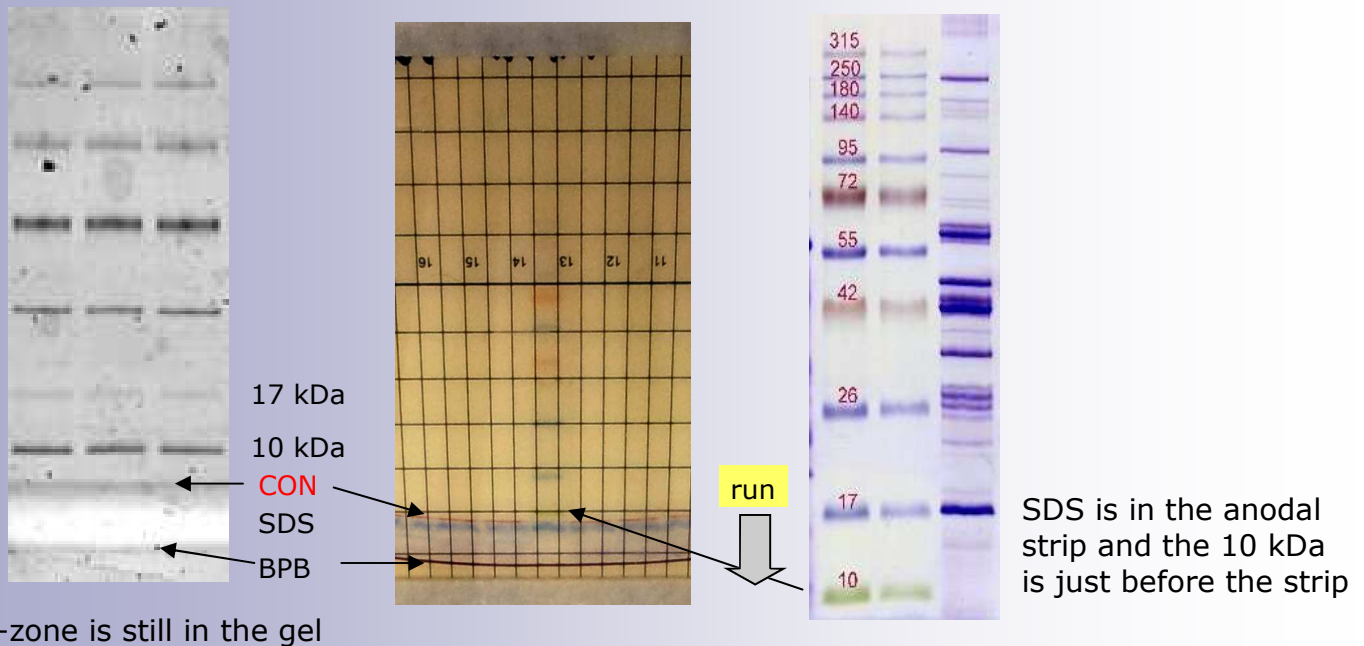 315
250
180
140
95
72
55
42
26
17
10
16 15 14 13 12 11
17 kDa
10 kDa
CON
SDS
BPB
run
SDS is in the anodal
strip and the 10 kDa
is just before the strip
-zone is still in the gel